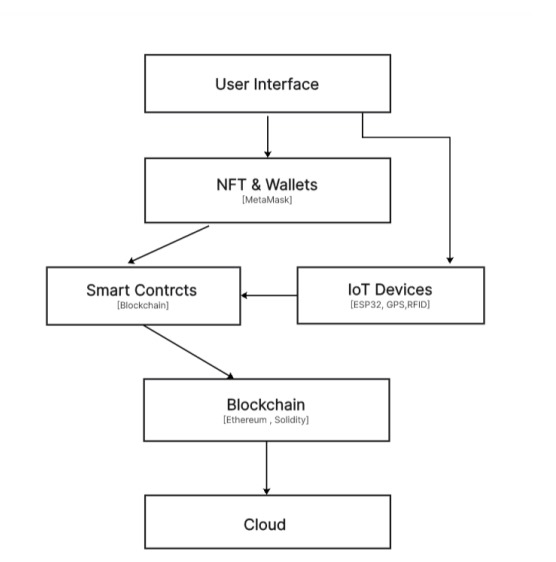 User Interface
NFT & Wallets
[MetaMask]
Smart Contrcts
[Blockchain]
IoT Devices
[ESP32, GPS,RFID]
Blockchain
[Ethereum , Solidity]
Cloud